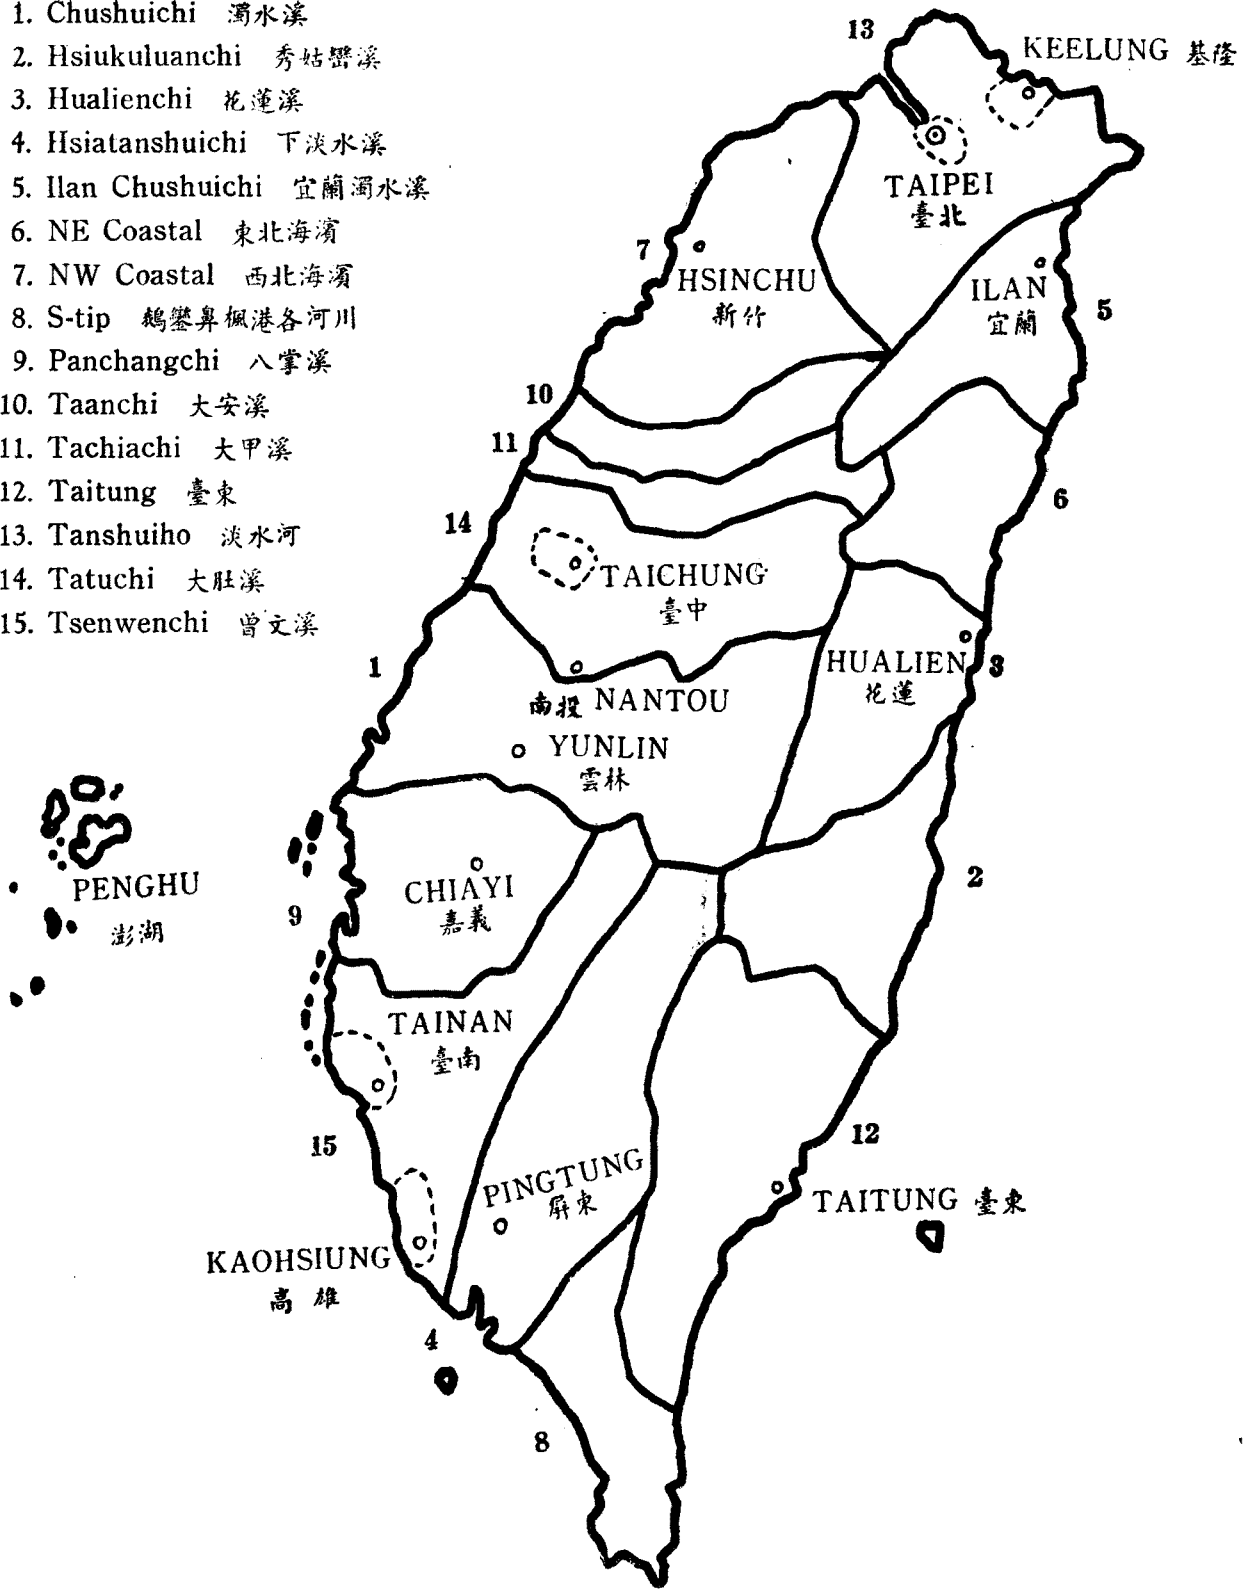 1. Chushuichi 濁水溪
2. Hsiukuluanchi 秀姑巒溪
3. Hualienchi 花蓮溪
4. Hsiatanshuichi 下淡水溪
5. Ilan Chushuichi 宜蘭濁水溪
6. NE Coastal 東北海濱
7. NW Coastal 西北海濱
8. S-tip 鵝鑾鼻楓港各河川
9. Panchangchi 八掌溪
10. Taanchi 大安溪
11. Tachiachi 大甲溪
12. Taitung 臺東
13. Tanshuiho 淡水河
14. Tatuchi 大肚溪
15. Tsenwenchi 曾文溪
13
KEELUNG 基隆
TAIPEI
臺北
7
HSINCHU
新竹
ILAN
宜蘭
5
10
11
6
14
TAICHUNG
臺中
1
HUALIEN
花蓮
3
南投 NANTOU
YUNLIN
雲林
PENGHU
澎湖
CHIAYI
嘉義
2
9
TAINAN
臺南
15
12
PINGTUNG
屏東
TAITUNG 臺東
KAOHSIUNG
高雄
4
8